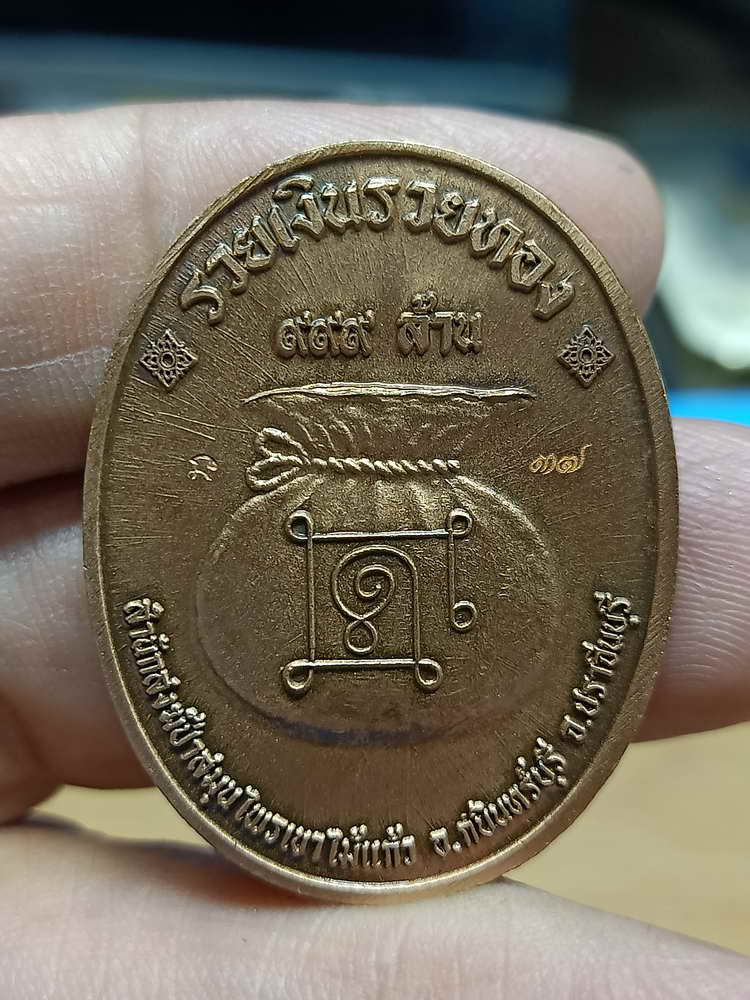 รวยเงินรวยทอง
๙๙๙ ล้าน
๓๗
สำนักสงฆ์ป่าสมุนไพรเขาไม้แก้ว อ.กบินทร์บุรี จ.ปราจีนบุรี